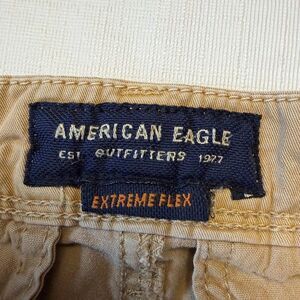 AMERICAN EAGLE
EST OUTFITTERS 1977
EXTREME FLEX